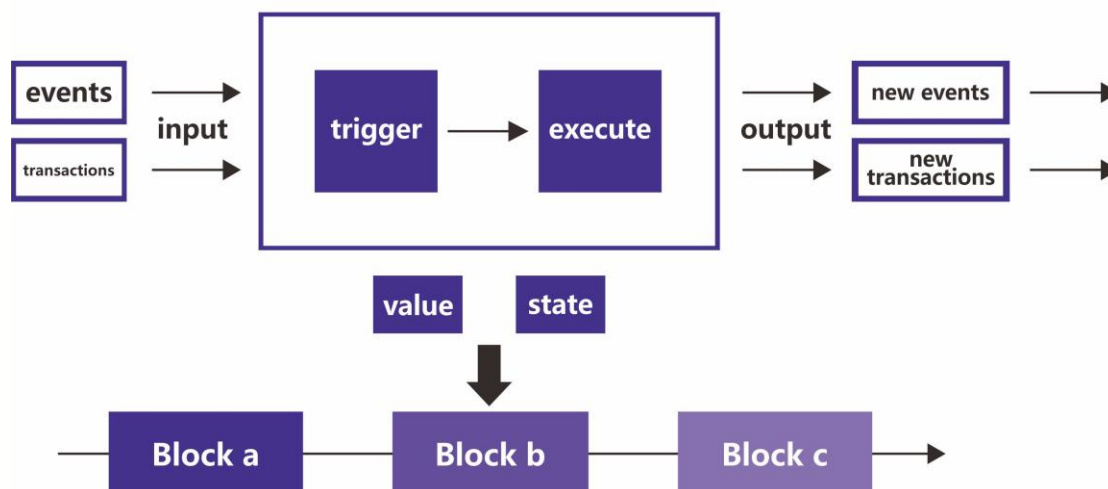 events
input
transactions
trigger
execute
output
new events
new
transactions
value
state
Block a
Block b
Block c